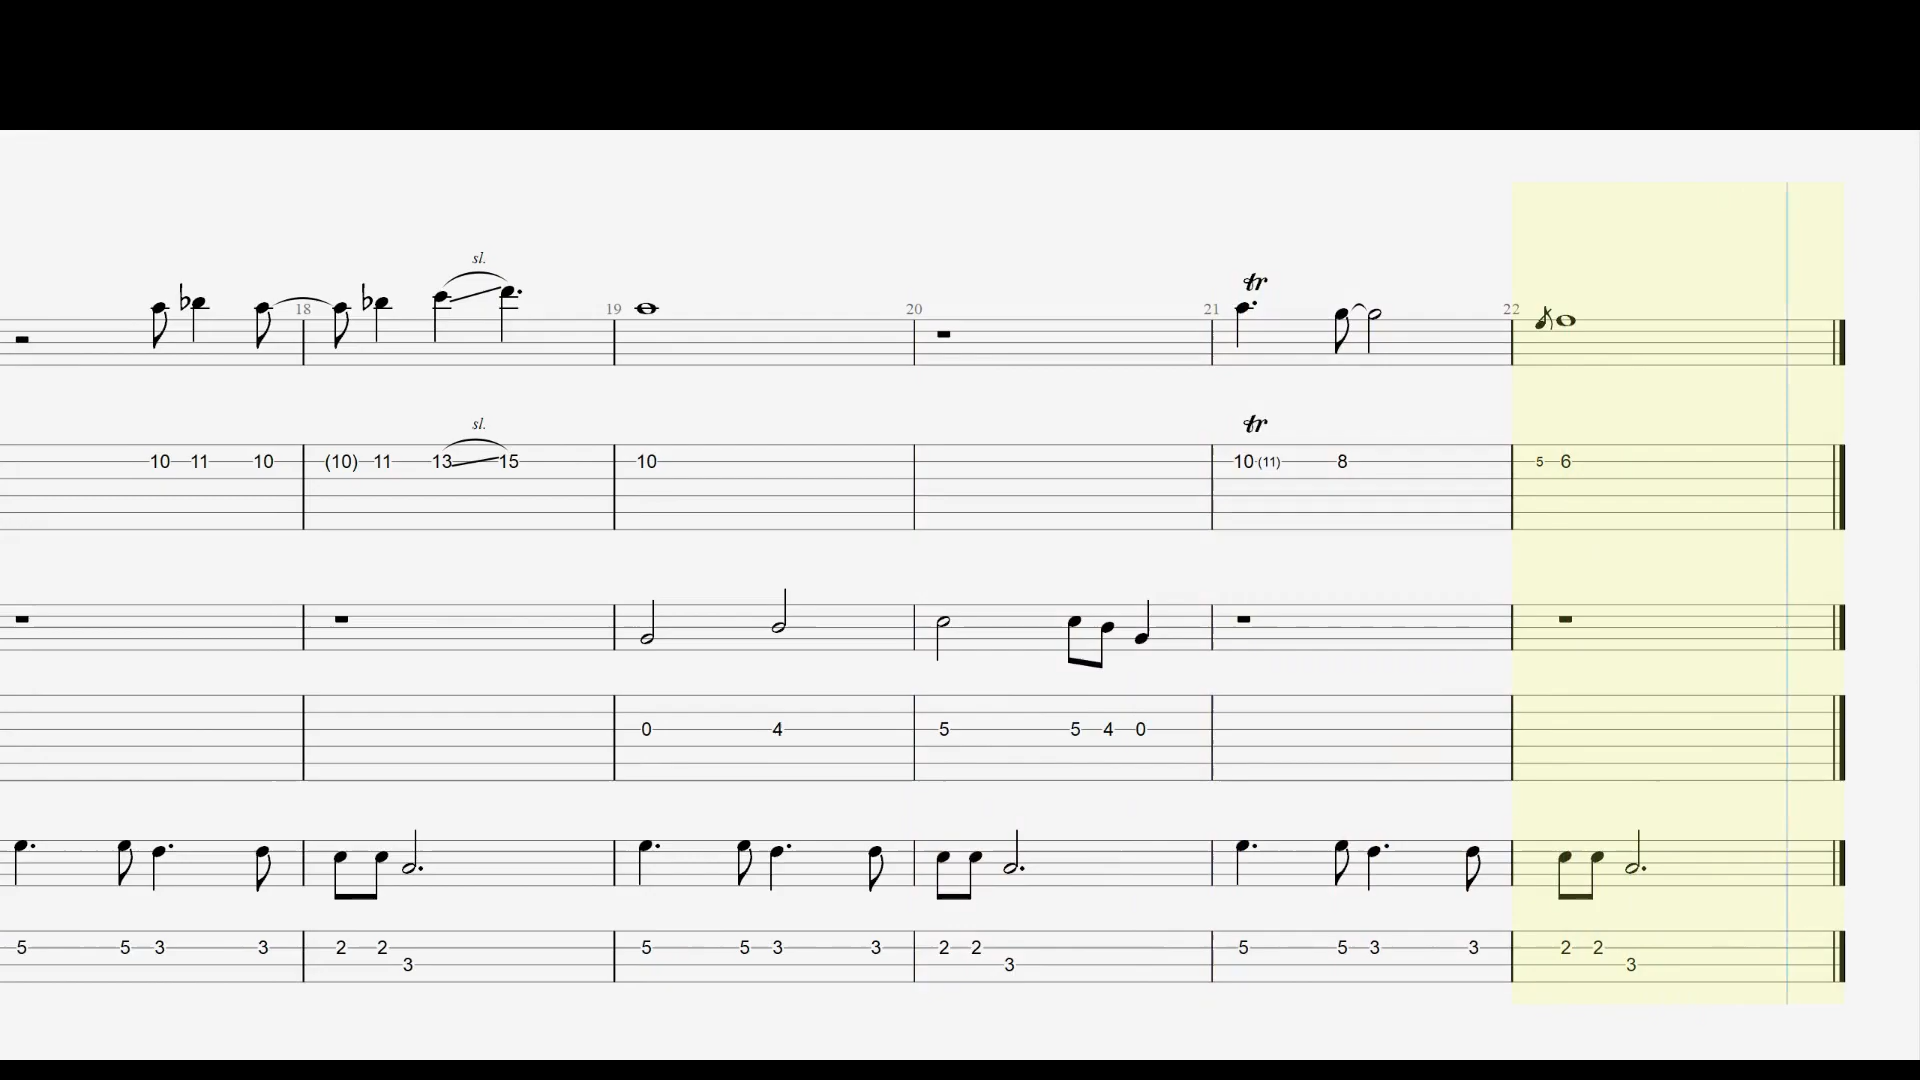 sl.
18 19 20 21 tr 22
sl. tr
10 11 10 (10) 11 13 15 10 10 (11) 8 5 6
0 4 5 5 4 0
5 5 3 3 2 2 5 5 3 3 2 2 5 5 3 3 2 2
3 3 3